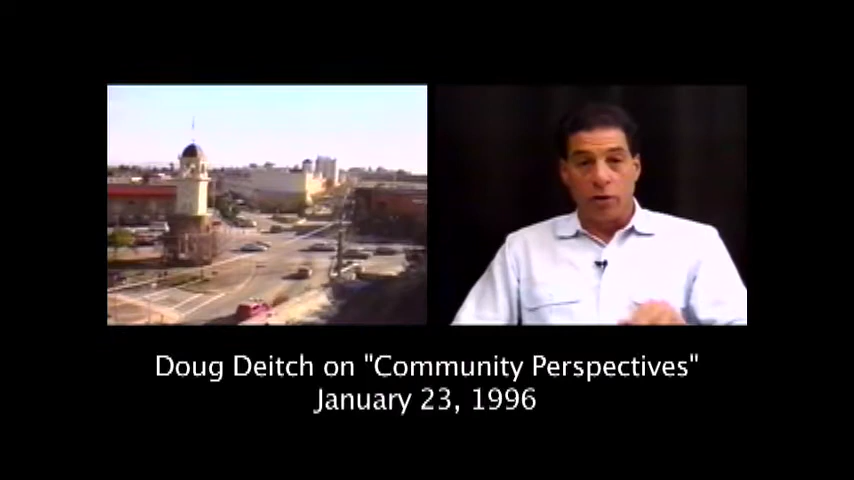 Doug Deitch on "Community Perspectives"
January 23, 1996